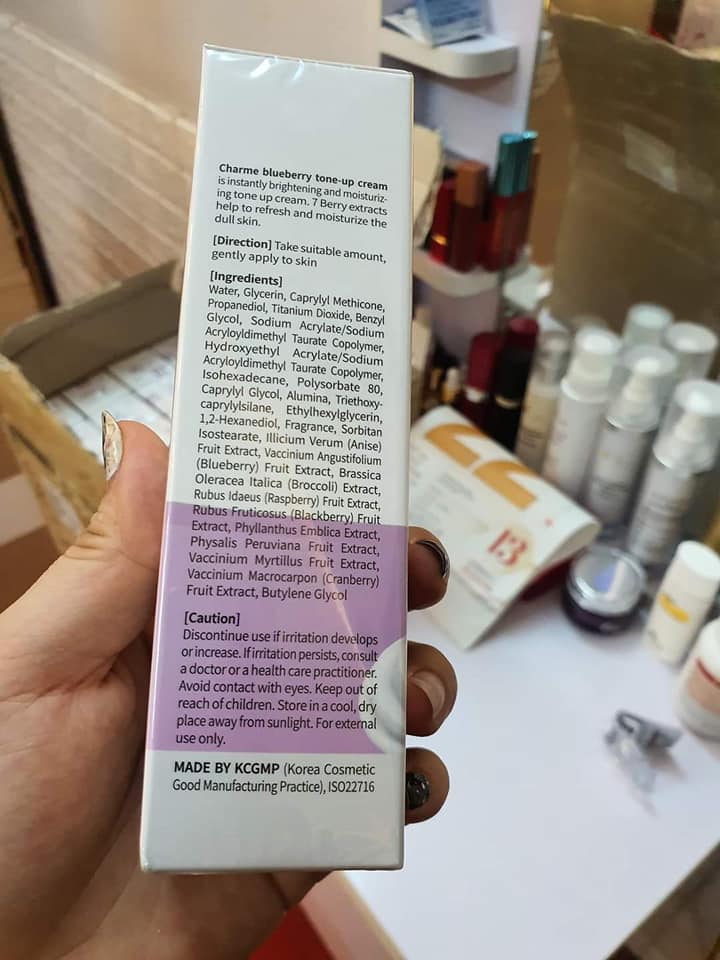 Charme blueberry tone-up cream
is instantly brightening and moisturiz-
ing tone up cream. 7 Berry extracts
help to refresh and moisturize the
dull skin.
[Direction] Take suitable amount,
gently apply to skin
[Ingredients]
Water, Glycerin, Caprylyl Methicone,
Propanediol, Titanium Dioxide, Benzyl
Glycol, Sodium Acrylate/Sodium
Acryloyldimethyl Taurate Copolymer,
Hydroxyethyl Acrylate/Sodium
Acryloyldimethyl Taurate Copolymer,
Isohexadecane, Polysorbate 80,
Caprylyl Glycol, Alumina, Triethoxy-
caprylylsilane, Ethylhexylglycerin,
1,2-Hexanediol, Fragrance, Sorbitan
Isostearate, Illicium Verum (Anise)
Fruit Extract, Vaccinium Angustifolium
(Blueberry) Fruit Extract, Brassica
Oleracea Italica (Broccoli) Extract,
Rubus Idaeus (Raspberry) Fruit Extract,
Rubus Fruticosus (Blackberry) Fruit
Extract, Phyllanthus Emblica Extract,
Physalis Peruviana Fruit Extract,
Vaccinium Myrtillus Fruit Extract,
Vaccinium Macrocarpon (Cranberry)
Fruit Extract, Butylene Glycol
[Caution]
Discontinue use if irritation develops
or increase. If irritation persists, consult
a doctor or a health care practitioner.
Avoid contact with eyes. Keep out of
reach of children. Store in a cool, dry
place away from sunlight. For external
use only.
MADE BY KCGMP (Korea Cosmetic
Good Manufacturing Practice), ISO22716
22
13